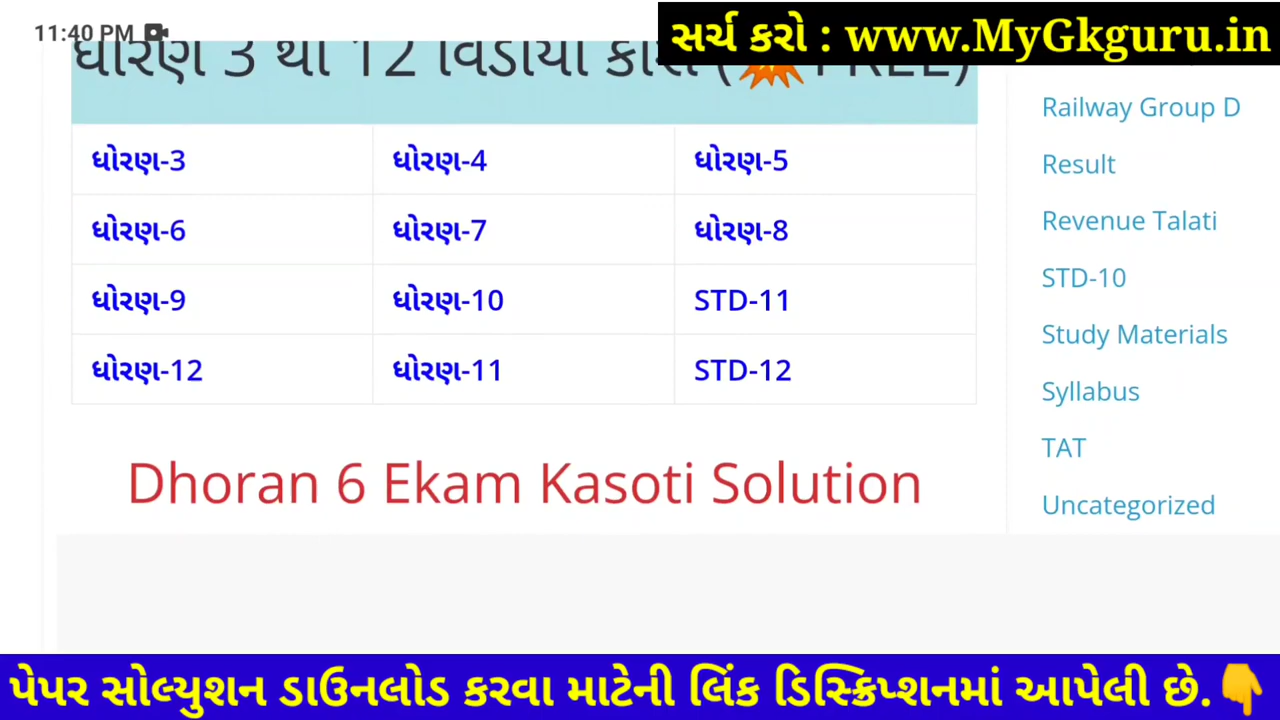 11:40 PM
સર્ચ કરો : www.MyGkguru.in
ધોરણ 3 થી 12 વિડીયો કોર્ષ (💥 FREE)
ધોરણ-3 ધોરણ-4 ધોરણ-5
ધોરણ-6 ધોરણ-7 ધોરણ-8
ધોરણ-9 ધોરણ-10 STD-11
ધોરણ-12 ધોરણ-11 STD-12
Dhoran 6 Ekam Kasoti Solution
Railway Group D
Result
Revenue Talati
STD-10
Study Materials
Syllabus
TAT
Uncategorized
પેપર સોલ્યુશન ડાઉનલોડ કરવા માટેની લિંક ડિસ્ક્રિપ્શનમાં આપેલી છે.👇